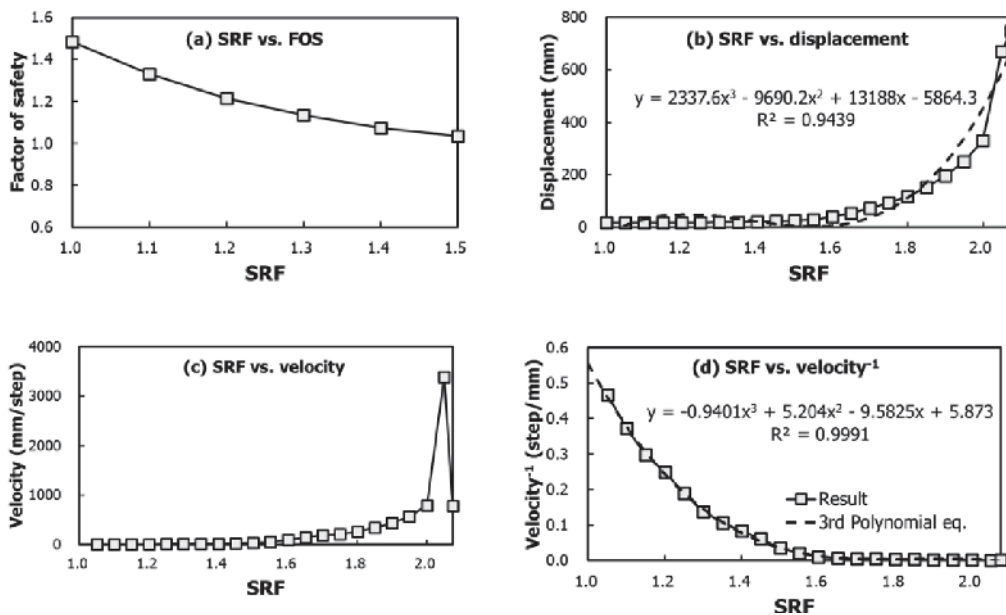 (a) SRF vs. FOS
Factor of safety
1.6
1.4
1.2
1.0
0.8
0.6
1.0 1.1 1.2 1.3 1.4 1.5
SRF
(b) SRF vs. displacement
Displacement (mm)
800
600
400
200
0
y = 2337.6x³ - 9690.2x² + 13188x - 5864.3
R² = 0.9439
1.0 1.2 1.4 1.6 1.8 2.0
SRF
(c) SRF vs. velocity
Velocity (mm/step)
4000
3000
2000
1000
0
1.0 1.2 1.4 1.6 1.8 2.0
SRF
(d) SRF vs. velocity⁻¹
Velocity⁻¹ (step/mm)
0.6
0.5
0.4
0.3
0.2
0.1
0.0
y = -0.9401x³ + 5.204x² - 9.5825x + 5.873
R² = 0.9991
Result
3rd Polynomial eq.
1.0 1.2 1.4 1.6 1.8 2.0
SRF